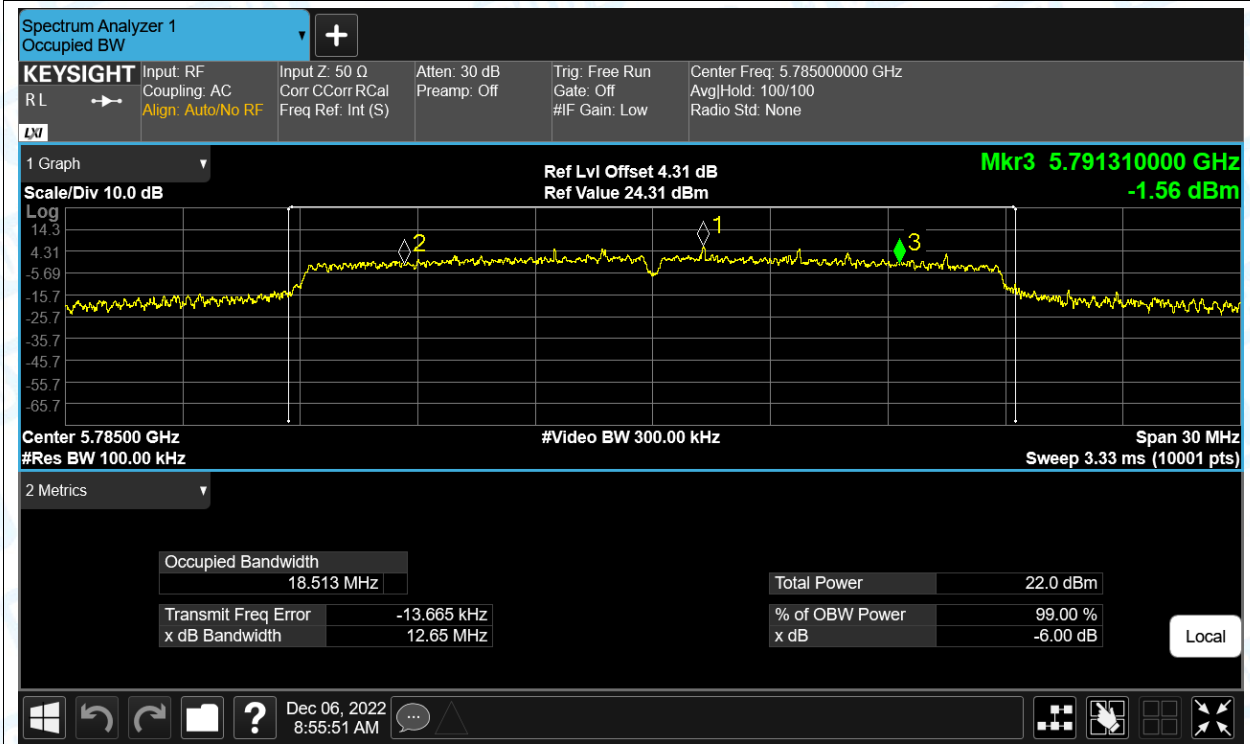 Spectrum Analyzer 1
Occupied BW
+
KEYSIGHT
R L
LXI
Input: RF
Coupling: AC
Align: Auto/No RF
Input Z: 50 Ω
Corr CCorr RCal
Freq Ref: Int (S)
Atten: 30 dB
Preamp: Off
Trig: Free Run
Gate: Off
#IF Gain: Low
Center Freq: 5.785000000 GHz
Avg|Hold: 100/100
Radio Std: None
1 Graph
Scale/Div 10.0 dB
Ref Lvl Offset 4.31 dB
Ref Value 24.31 dBm
Mkr3 5.791310000 GHz
-1.56 dBm
Log
14.3
4.31
-5.69
-15.7
-25.7
-35.7
-45.7
-55.7
-65.7
2
1
3
Center 5.78500 GHz
#Res BW 100.00 kHz
#Video BW 300.00 kHz
Span 30 MHz
Sweep 3.33 ms (10001 pts)
2 Metrics
Occupied Bandwidth
18.513 MHz
Transmit Freq Error -13.665 kHz
x dB Bandwidth 12.65 MHz
Total Power 22.0 dBm
% of OBW Power 99.00 %
x dB -6.00 dB
Local
?
Dec 06, 2022
8:55:51 AM